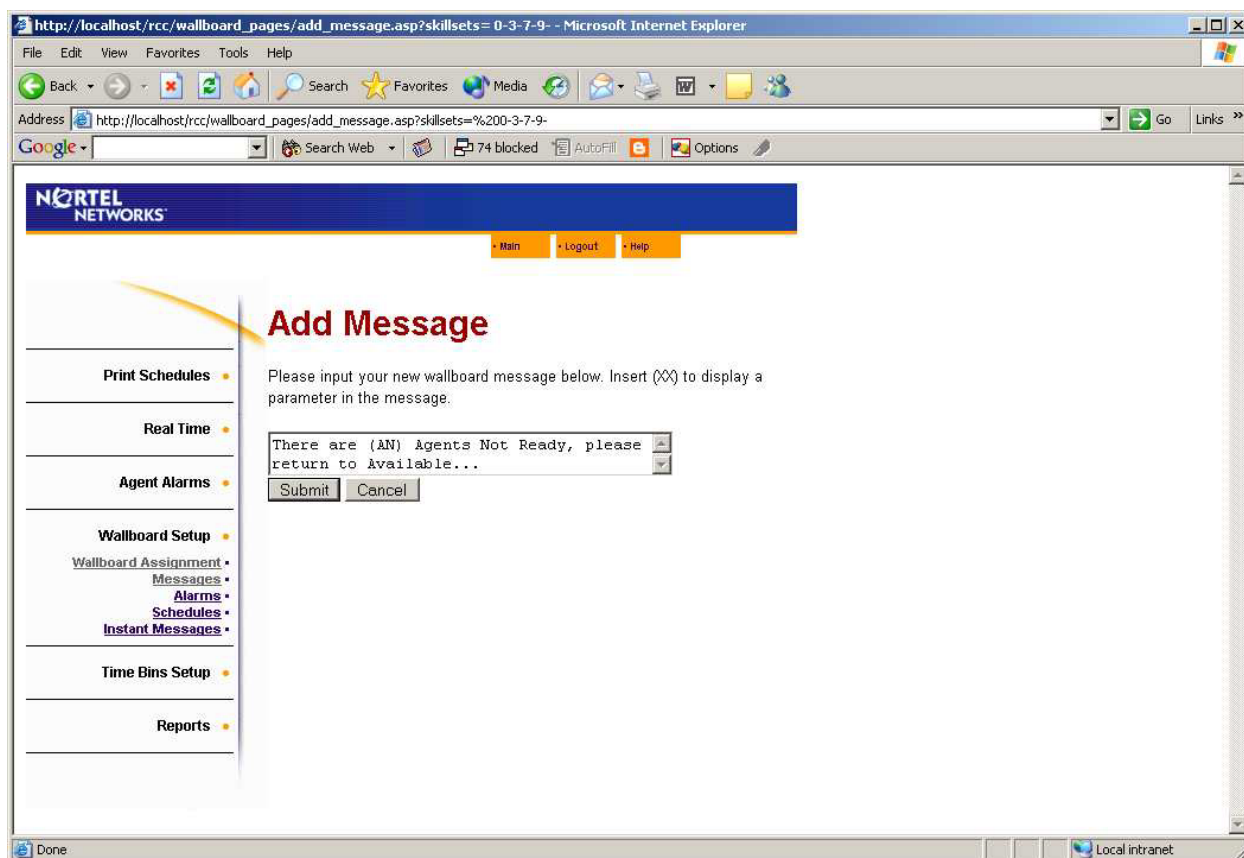 http://localhost/rcc/wallboard_pages/add_message.asp?skillsets= 0-3-7-9- - Microsoft Internet Explorer
File Edit View Favorites Tools Help
Back Search Favorites Media
Address http://localhost/rcc/wallboard_pages/add_message.asp?skillsets=%200-3-7-9- Go Links »
Google Search Web 74 blocked AutoFill Options
NORTEL
NETWORKS
• Main • Logout • Help
Add Message
Please input your new wallboard message below. Insert (XX) to display a
parameter in the message.
There are (AN) Agents Not Ready, please
return to Available...
Submit Cancel
Print Schedules
Real Time
Agent Alarms
Wallboard Setup
Wallboard Assignment
Messages
Alarms
Schedules
Instant Messages
Time Bins Setup
Reports
Done Local intranet